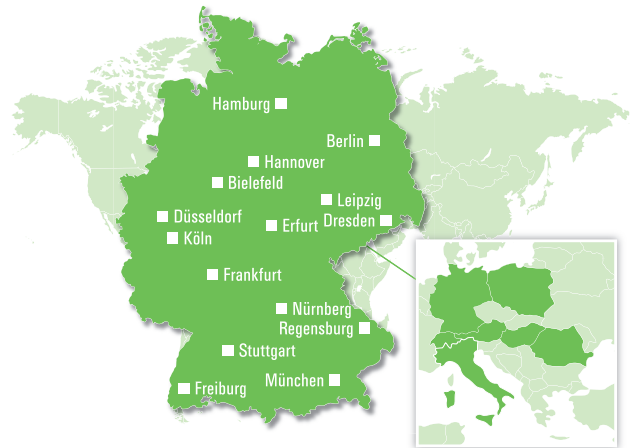 Hamburg
Berlin
Hannover
Bielefeld
Leipzig
Düsseldorf
Dresden
Erfurt
Köln
Frankfurt
Nürnberg
Regensburg
Stuttgart
München
Freiburg